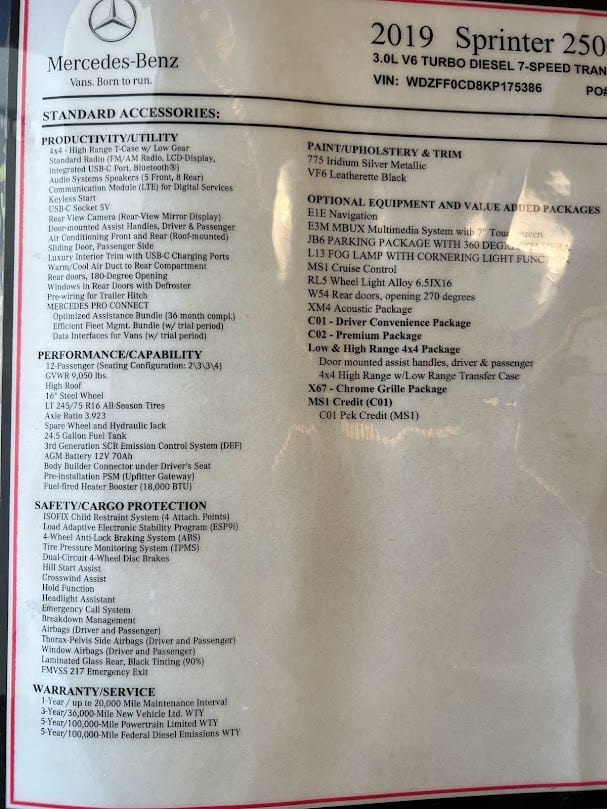 Mercedes-Benz
Vans. Born to run.
2019 Sprinter 250
3.0L V6 TURBO DIESEL 7-SPEED TRAN
VIN: WDZFF0CD8KP175386 PO#
STANDARD ACCESSORIES:
PRODUCTIVITY/UTILITY
4x4 - High Range T-Case w/ Low Gear
Standard Radio (FM/AM Radio, LCD-Display,
Integrated USB-C Port, Bluetooth®)
Audio Systems Speakers (5 Front, 8 Rear)
Communication Module (LTE) for Digital Services
Keyless Start
USB-C Socket 5V
Rear View Camera (Rear-View Mirror Display)
Door-mounted Assist Handles, Driver & Passenger
Air Conditioning Front and Rear (Roof-mounted)
Sliding Door, Passenger Side
Luxury Interior Trim with USB-C Charging Ports
Warm/Cool Air Duct to Rear Compartment
Rear doors, 180-Degree Opening
Windows in Rear Doors with Defroster
Pre-wiring for Trailer Hitch
MERCEDES PRO CONNECT
Optimized Assistance Bundle (36 month compl.)
Efficient Fleet Mgmt. Bundle (w/ trial period)
Data Interfaces for Vans (w/ trial period)
PERFORMANCE/CAPABILITY
12-Passenger (Seating Configuration: 2\3\3\4)
GVWR 9,050 lbs.
High Roof
16" Steel Wheel
LT 245/75 R16 All-Season Tires
Axle Ratio 3.923
Spare Wheel and Hydraulic Jack
24.5 Gallon Fuel Tank
3rd Generation SCR Emission Control System (DEF)
AGM Battery 12V 70Ah
Body Builder Connector under Driver's Seat
Pre-installation PSM (Upfitter Gateway)
Fuel-fired Heater Booster (18,000 BTU)
SAFETY/CARGO PROTECTION
ISOFIX Child Restraint System (4 Attach. Points)
Load Adaptive Electronic Stability Program (ESP9i)
4-Wheel Anti-Lock Braking System (ABS)
Tire Pressure Monitoring System (TPMS)
Dual-Circuit 4-Wheel Disc Brakes
Hill Start Assist
Crosswind Assist
Hold Function
Headlight Assistant
Emergency Call System
Breakdown Management
Airbags (Driver and Passenger)
Thorax-Pelvis Side Airbags (Driver and Passenger)
Window Airbags (Driver and Passenger)
Laminated Glass Rear, Black Tinting (90%)
FMVSS 217 Emergency Exit
WARRANTY/SERVICE
1-Year / up to 20,000 Mile Maintenance Interval
3-Year/36,000-Mile New Vehicle Ltd. WTY
5-Year/100,000-Mile Powertrain Limited WTY
5-Year/100,000-Mile Federal Diesel Emissions WTY
PAINT/UPHOLSTERY & TRIM
775 Iridium Silver Metallic
VF6 Leatherette Black
OPTIONAL EQUIPMENT AND VALUE ADDED PACKAGES
E1E Navigation
E3M MBUX Multimedia System with 7" Touchscreen
JB6 PARKING PACKAGE WITH 360 DEGREE CAMERA
L13 FOG LAMP WITH CORNERING LIGHT FUNCTION
MS1 Cruise Control
RL5 Wheel Light Alloy 6.5JX16
W54 Rear doors, opening 270 degrees
XM4 Acoustic Package
C01 - Driver Convenience Package
C02 - Premium Package
Low & High Range 4x4 Package
Door mounted assist handles, driver & passenger
4x4 High Range w/Low Range Transfer Case
X67 - Chrome Grille Package
MS1 Credit (C01)
C01 Pck Credit (MS1)